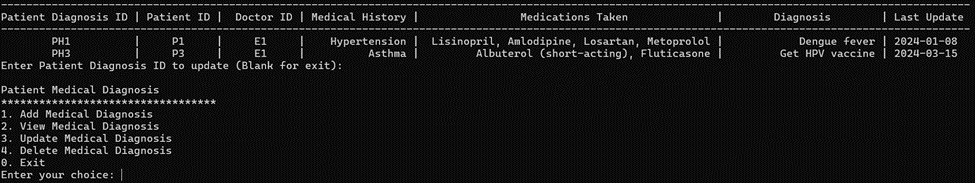 Patient Diagnosis ID | Patient ID | Doctor ID | Medical History | Medications Taken | Diagnosis | Last Update
PH1 | P1 | E1 | Hypertension | Lisinopril, Amlodipine, Losartan, Metoprolol | Dengue fever | 2024-01-08
PH3 | P3 | E1 | Asthma | Albuterol (short-acting), Fluticasone | Get HPV vaccine | 2024-03-15
Enter Patient Diagnosis ID to update (Blank for exit):
Patient Medical Diagnosis
**********************************
1. Add Medical Diagnosis
2. View Medical Diagnosis
3. Update Medical Diagnosis
4. Delete Medical Diagnosis
0. Exit
Enter your choice: